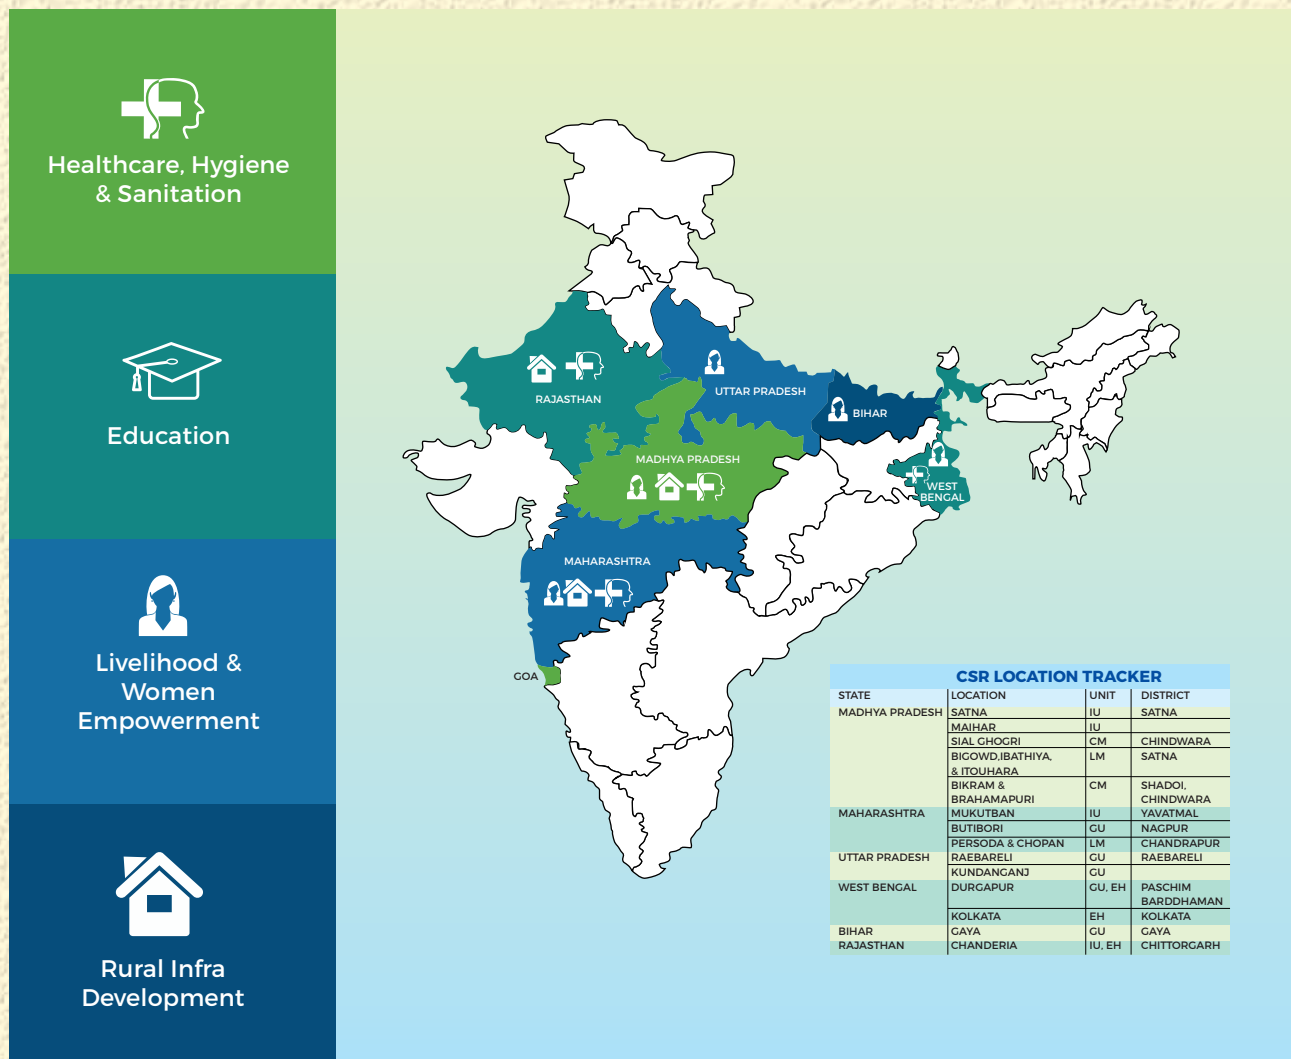 Healthcare, Hygiene
& Sanitation
Education
Livelihood &
Women
Empowerment
Rural Infra
Development
RAJASTHAN
UTTAR PRADESH
BIHAR
MADHYA PRADESH
WEST
BENGAL
MAHARASHTRA
GOA
CSR LOCATION TRACKER
STATE LOCATION UNIT DISTRICT
MADHYA PRADESH SATNA IU SATNA
MAIHAR IU
SIAL GHOGRI CM CHINDWARA
BIGOWD,IBATHIYA, LM SATNA
& ITOUHARA
BIKRAM & CM SHADOI,
BRAHAMAPURI CHINDWARA
MAHARASHTRA MUKUTBAN IU YAVATMAL
BUTIBORI GU NAGPUR
PERSODA & CHOPAN LM CHANDRAPUR
UTTAR PRADESH RAEBARELI GU RAEBARELI
KUNDANGANJ GU
WEST BENGAL DURGAPUR GU, EH PASCHIM
BARDDHAMAN
KOLKATA EH KOLKATA
BIHAR GAYA GU GAYA
RAJASTHAN CHANDERIA IU, EH CHITTORGARH